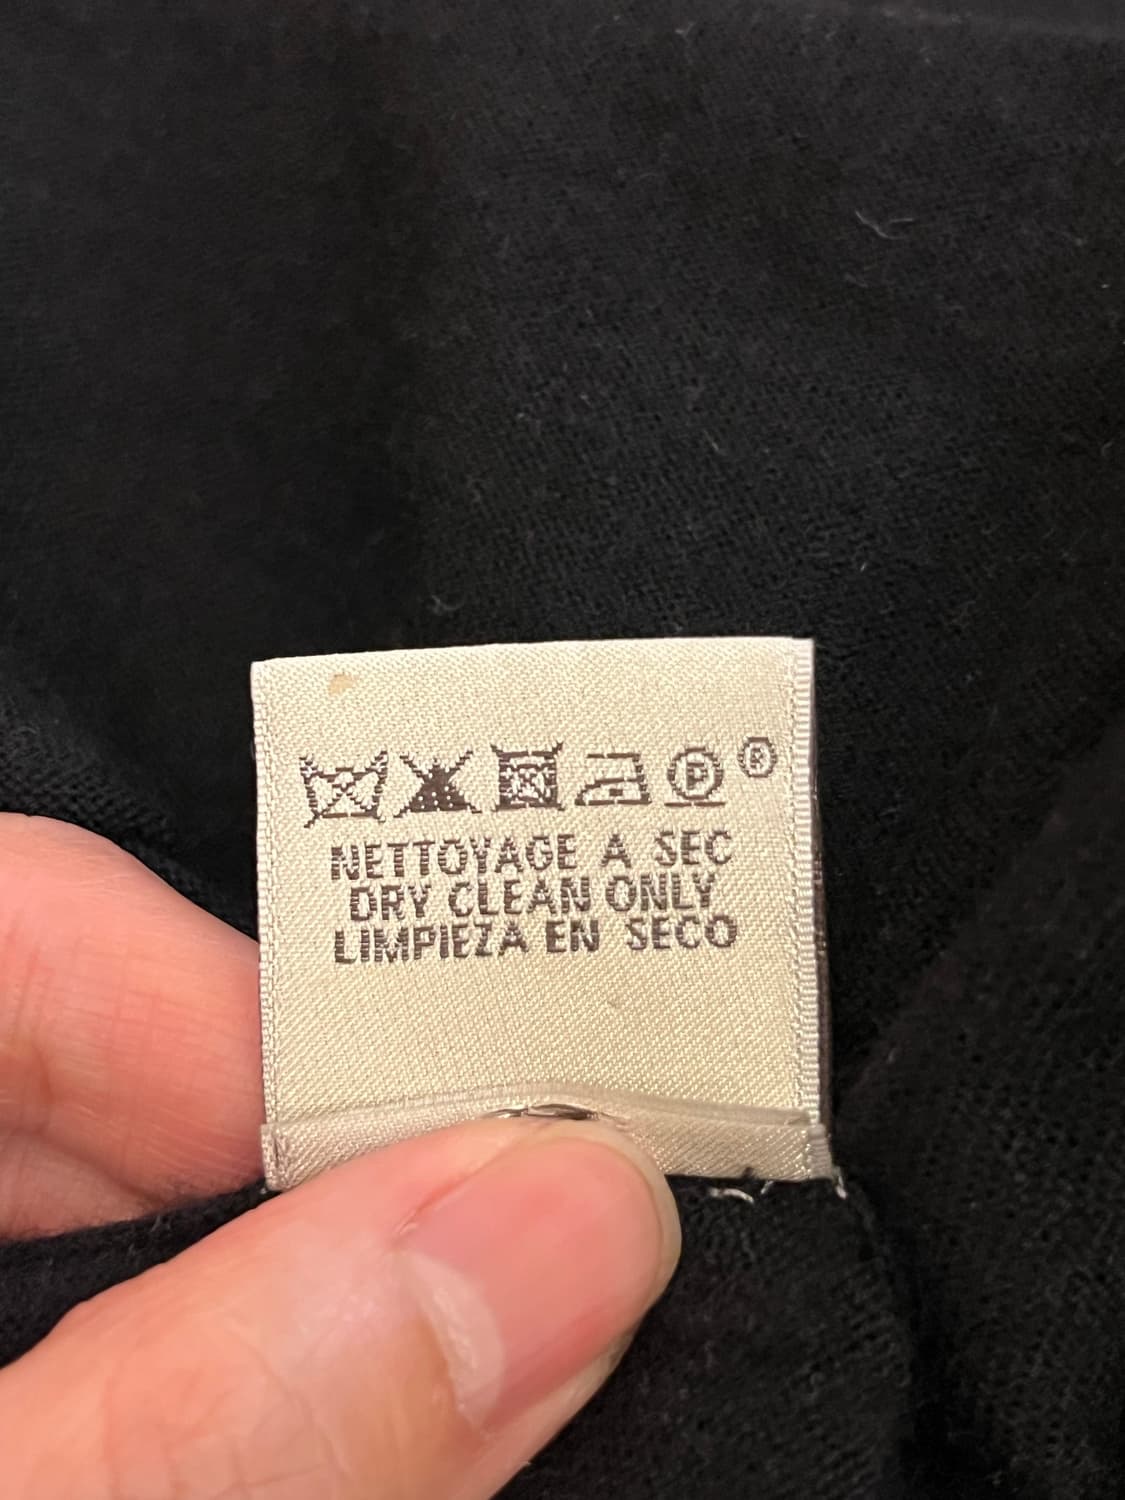 P ®
NETTOYAGE A SEC
DRY CLEAN ONLY
LIMPIEZA EN SECO